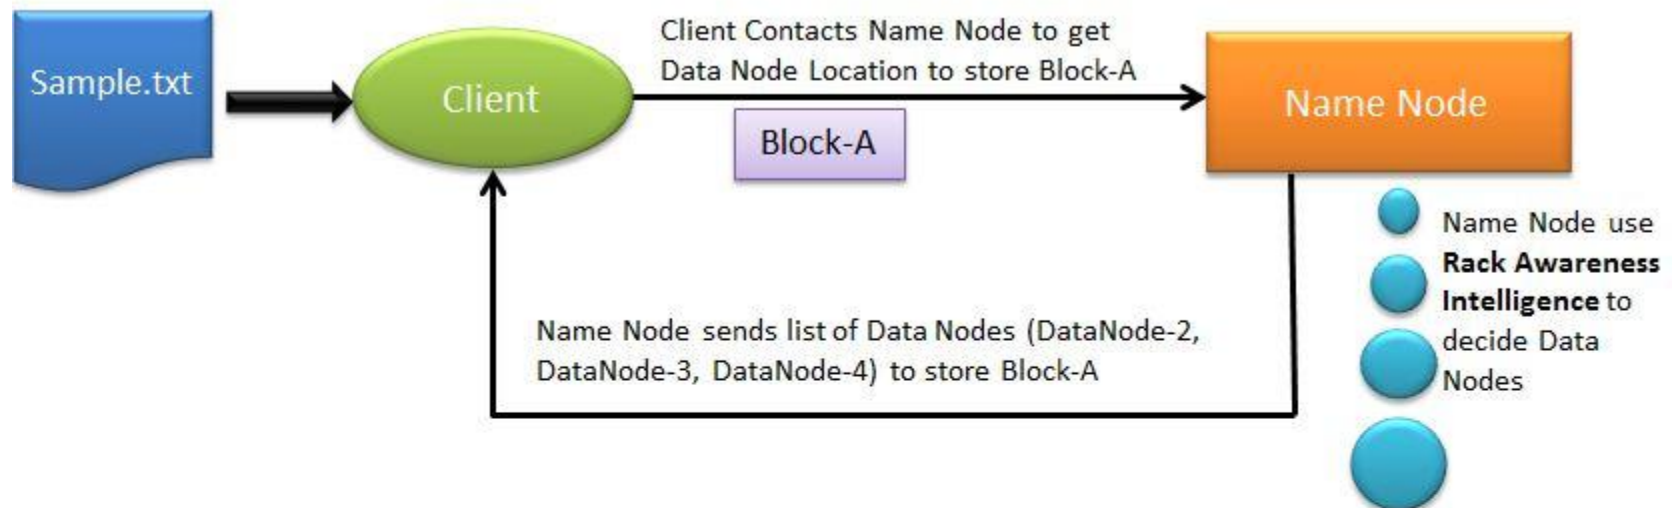 Sample.txt
Client
Client Contacts Name Node to get
Data Node Location to store Block-A
Block-A
Name Node
Name Node use
Rack Awareness
Intelligence to
decide Data
Nodes
Name Node sends list of Data Nodes (DataNode-2,
DataNode-3, DataNode-4) to store Block-A